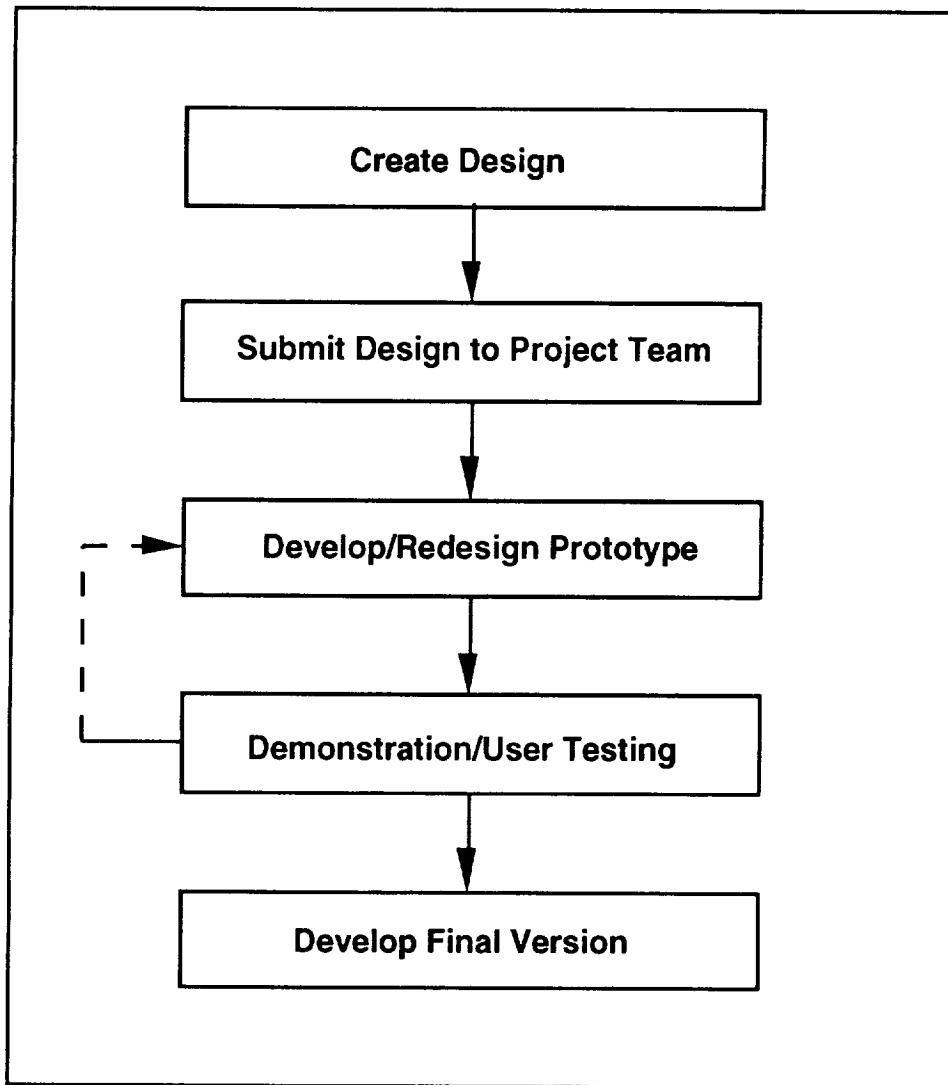 Create Design
Submit Design to Project Team
Develop/Redesign Prototype
Demonstration/User Testing
Develop Final Version